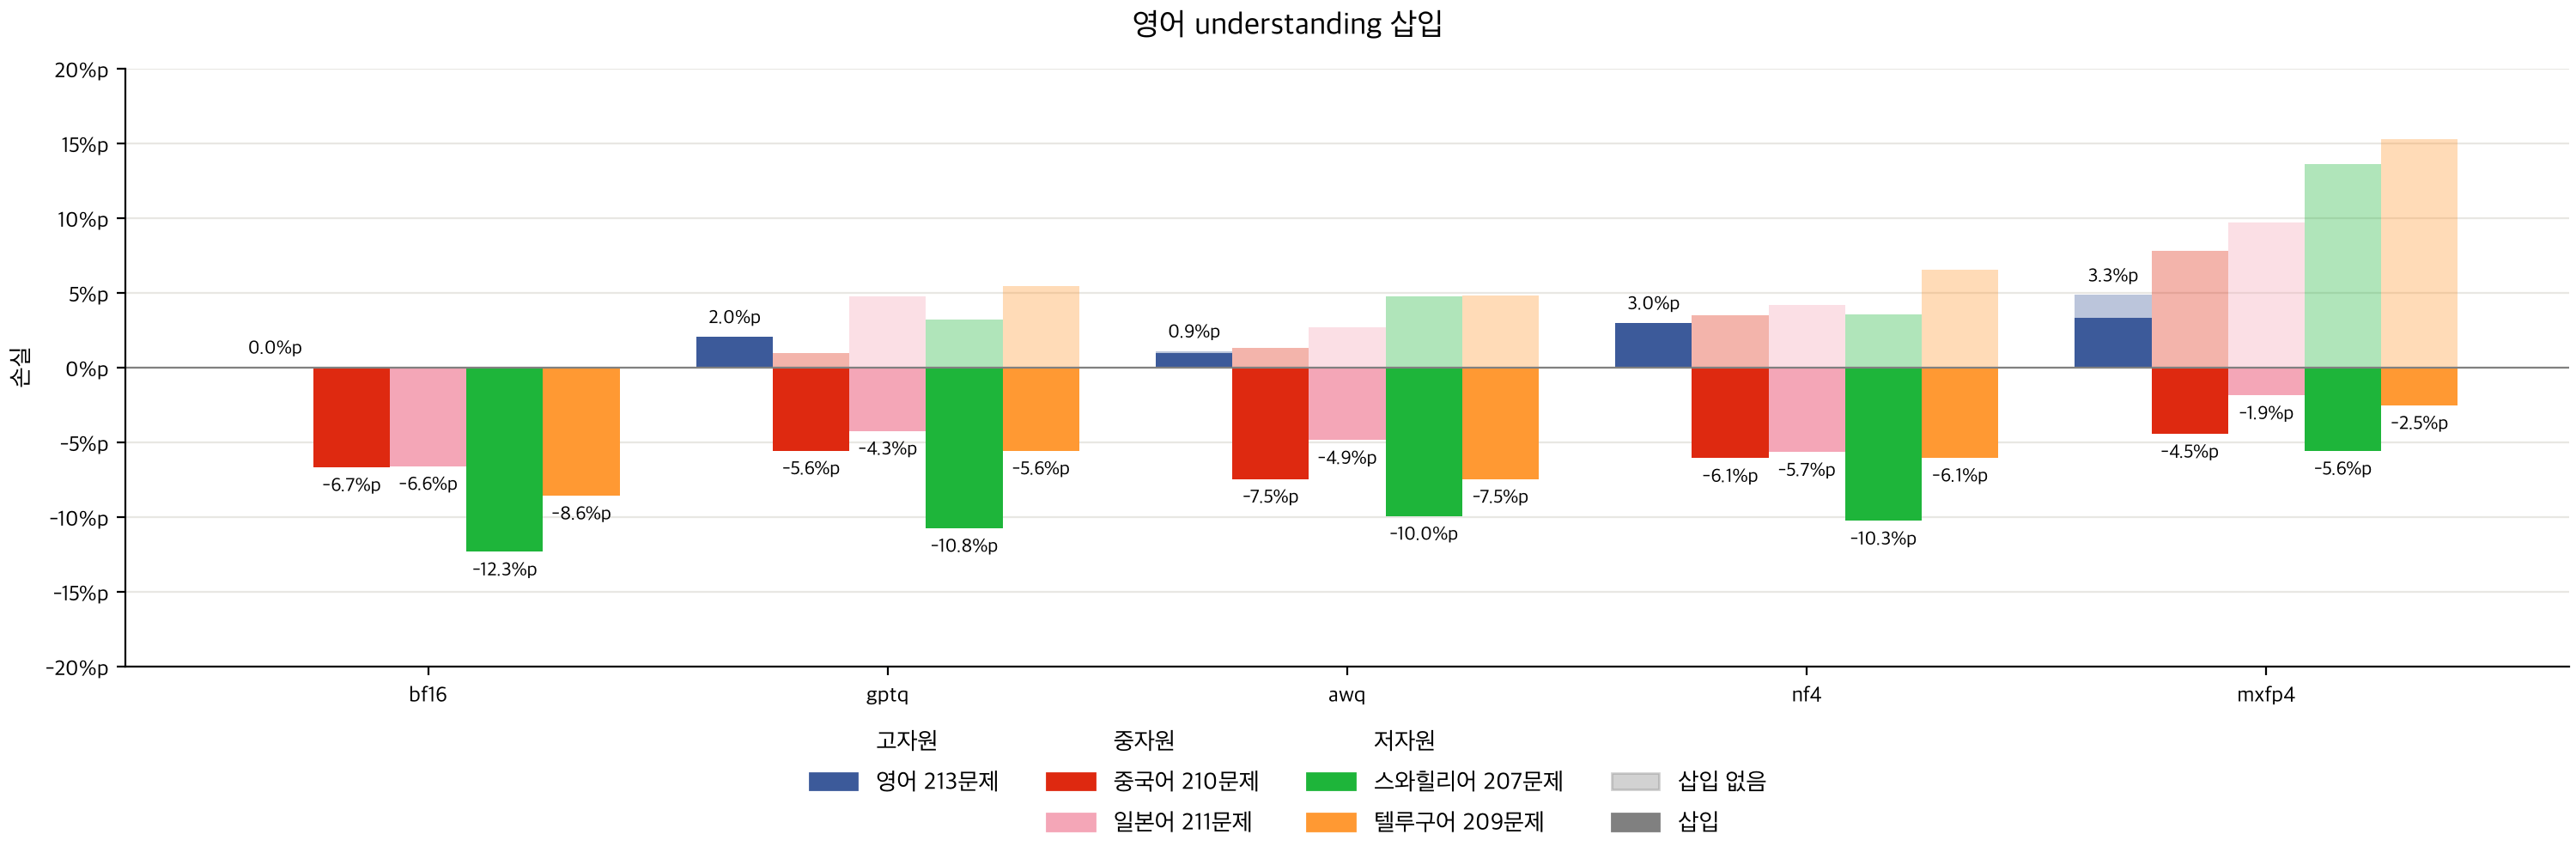 영어 understanding 삽입
20%p
15%p
10%p
5%p
0%p
-5%p
-10%p
-15%p
-20%p
손실
0.0%p
-6.7%p
-6.6%p
-12.3%p
-8.6%p
2.0%p
-5.6%p
-4.3%p
-10.8%p
-5.6%p
0.9%p
-7.5%p
-4.9%p
-10.0%p
-7.5%p
3.0%p
-6.1%p
-5.7%p
-10.3%p
-6.1%p
3.3%p
-4.5%p
-1.9%p
-5.6%p
-2.5%p
bf16
gptq
awq
nf4
mxfp4
고자원
영어 213문제
중자원
중국어 210문제
일본어 211문제
저자원
스와힐리어 207문제
텔루구어 209문제
삽입 없음
삽입